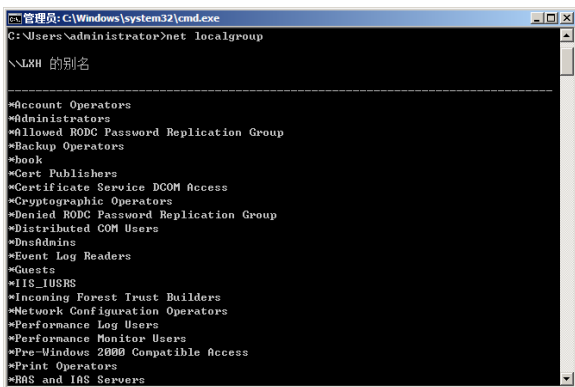 管理员: C:\Windows\system32\cmd.exe
C:\Users\administrator>net localgroup
\\LXH 的别名
-------------------------------------------------------------------------------
*Account Operators
*Administrators
*Allowed RODC Password Replication Group
*Backup Operators
*book
*Cert Publishers
*Certificate Service DCOM Access
*Cryptographic Operators
*Denied RODC Password Replication Group
*Distributed COM Users
*DnsAdmins
*Event Log Readers
*Guests
*IIS_IUSRS
*Incoming Forest Trust Builders
*Network Configuration Operators
*Performance Log Users
*Performance Monitor Users
*Pre-Windows 2000 Compatible Access
*Print Operators
*RAS and IAS Servers